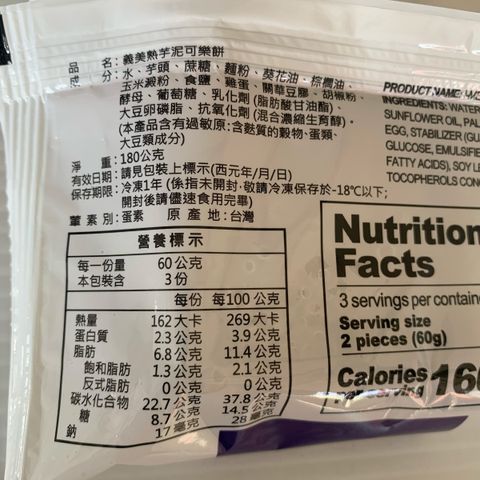 品 名：義美熟芋泥可樂餅
成 分：水、芋頭、蔗糖、麵粉、葵花油、棕櫚油、
玉米澱粉、食鹽、雞蛋、關華豆膠、胡椒粉、
酵母、葡萄糖、乳化劑（脂肪酸甘油酯）、
大豆卵磷脂、抗氧化劑（混合濃縮生育醇）。
(本產品含有過敏原:含麩質的穀物、蛋類、
大豆類成分)
淨 重：180公克
有效日期：請見包裝上標示(西元年/月/日)
保存期限：冷凍1年 (係指未開封‧敬請冷凍保存於-18℃以下；
開封後請儘速食用完畢)
葷 素 別：蛋素 原 產 地：台灣
營養標示
每一份量 60 公克
本包裝含 3份
每份 每100公克
熱量 162大卡 269大卡
蛋白質 2.3公克 3.9公克
脂肪 6.8公克 11.4公克
飽和脂肪 1.3公克 2.1公克
反式脂肪 0公克 0公克
碳水化合物 22.7公克 37.8公克
糖 8.7公克 14.5公克
鈉 17毫克 28毫克
PRODUCT NAME:
INGREDIENTS: WATER
SUNFLOWER OIL, PAL
EGG, STABILIZER (GU
GLUCOSE, EMULSIFIE
FATTY ACIDS), SOY LE
TOCOPHEROLS CON
Nutrition
Facts
3 servings per contain
Serving size
2 pieces (60g)
Calories 160
per serving